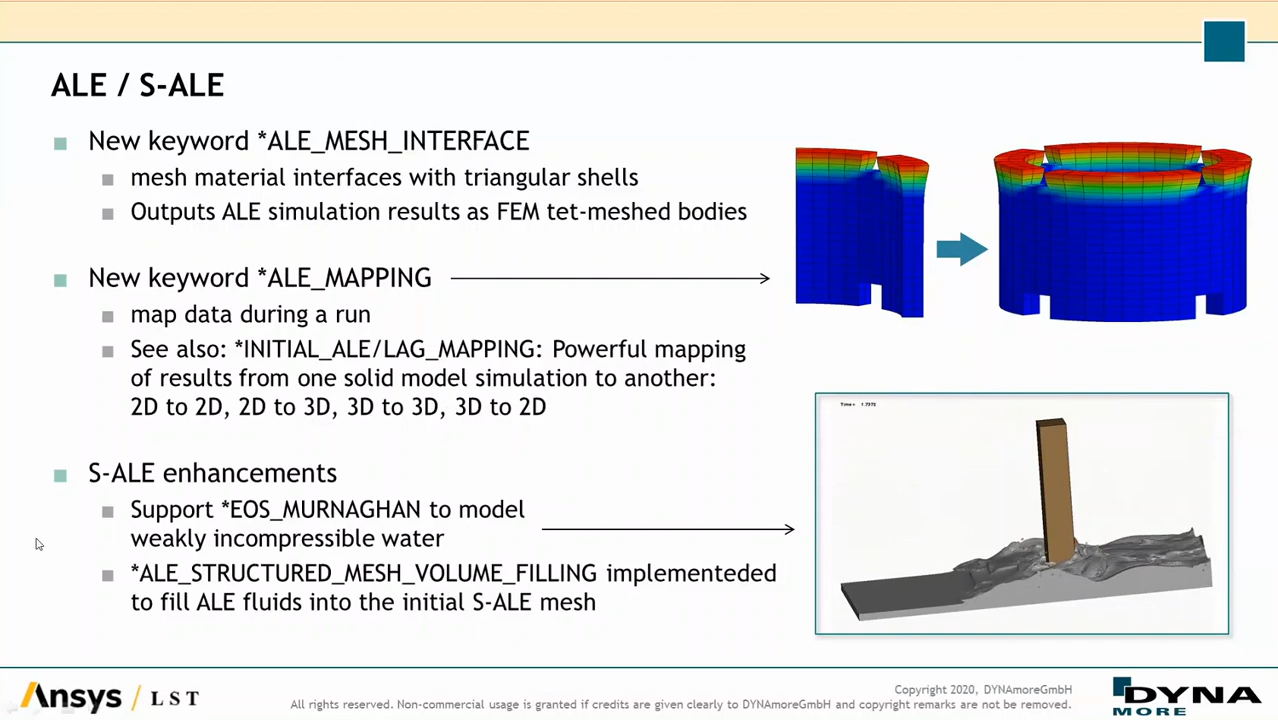 ALE / S-ALE
New keyword *ALE_MESH_INTERFACE
mesh material interfaces with triangular shells
Outputs ALE simulation results as FEM tet-meshed bodies
New keyword *ALE_MAPPING
map data during a run
See also: *INITIAL_ALE/LAG_MAPPING: Powerful mapping
of results from one solid model simulation to another:
2D to 2D, 2D to 3D, 3D to 3D, 3D to 2D
S-ALE enhancements
Support *EOS_MURNAGHAN to model
weakly incompressible water
*ALE_STRUCTURED_MESH_VOLUME_FILLING implementeded
to fill ALE fluids into the initial S-ALE mesh
Ansys / LST
Copyright 2020, DYNAmoreGmbH
All rights reserved. Non-commercial usage is granted if credits are given clearly to DYNAmoreGmbH and copyright remarks are not be removed.
DYNA
MORE